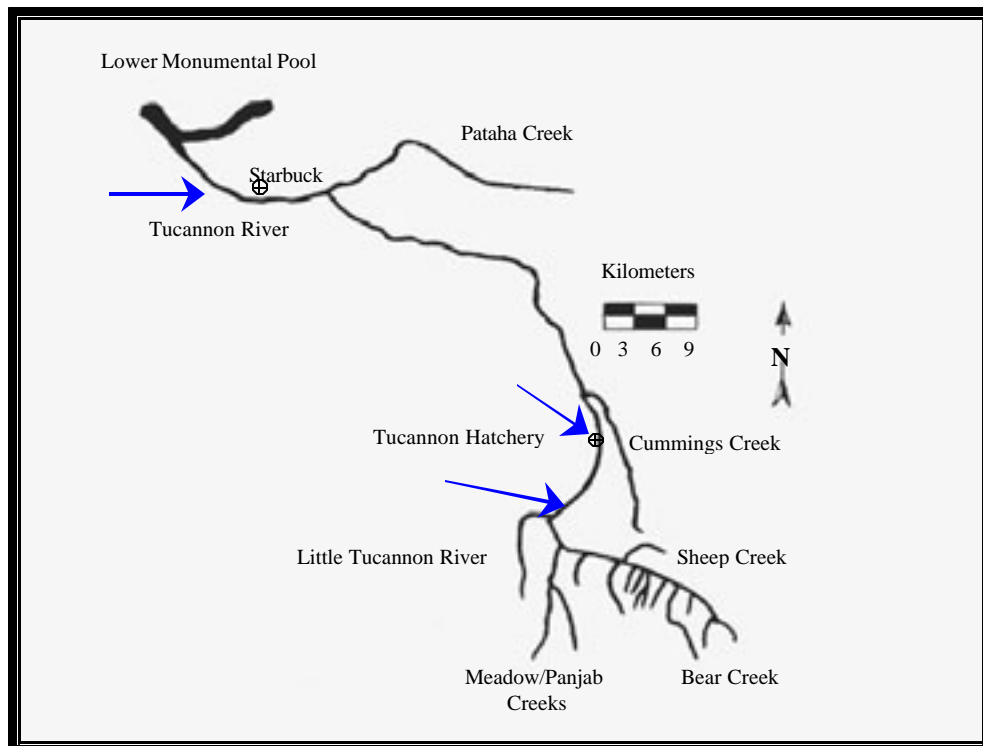 Lower Monumental Pool
Pataha Creek
Starbuck
Tucannon River
Kilometers
0 3 6 9
N
Tucannon Hatchery
Cummings Creek
Little Tucannon River
Sheep Creek
Meadow/Panjab
Creeks
Bear Creek